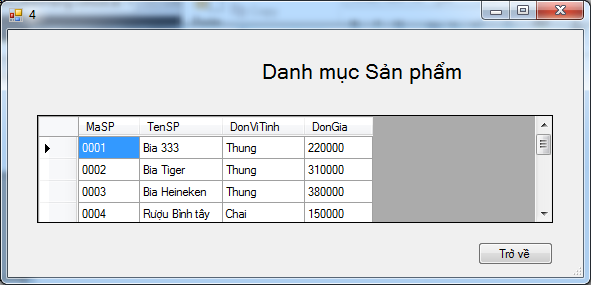 4
Danh mục Sản phẩm
MaSP TenSP DonViTinh DonGia
0001 Bia 333 Thung 220000
0002 Bia Tiger Thung 310000
0003 Bia Heineken Thung 380000
0004 Rượu Bình tây Chai 150000
Trở về